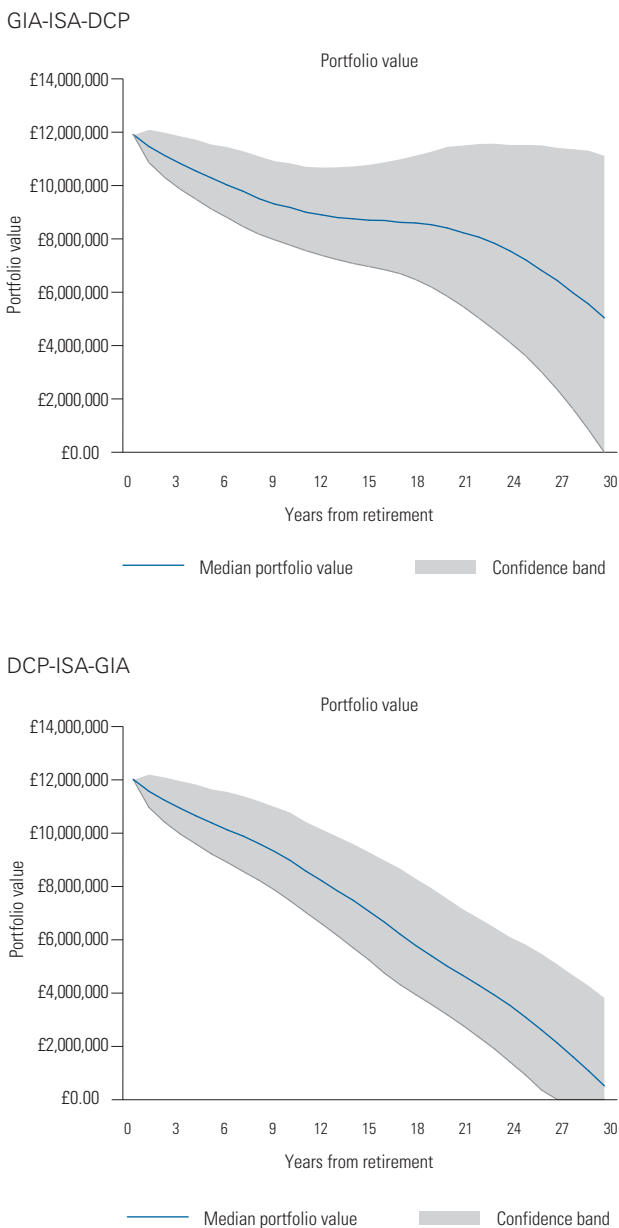 GIA-ISA-DCP
Portfolio value
£14,000,000
£12,000,000
£10,000,000
£8,000,000
£6,000,000
£4,000,000
£2,000,000
£0.00
Portfolio value
0 3 6 9 12 15 18 21 24 27 30
Years from retirement
Median portfolio value Confidence band
DCP-ISA-GIA
Portfolio value
£14,000,000
£12,000,000
£10,000,000
£8,000,000
£6,000,000
£4,000,000
£2,000,000
£0.00
Portfolio value
0 3 6 9 12 15 18 21 24 27 30
Years from retirement
Median portfolio value Confidence band